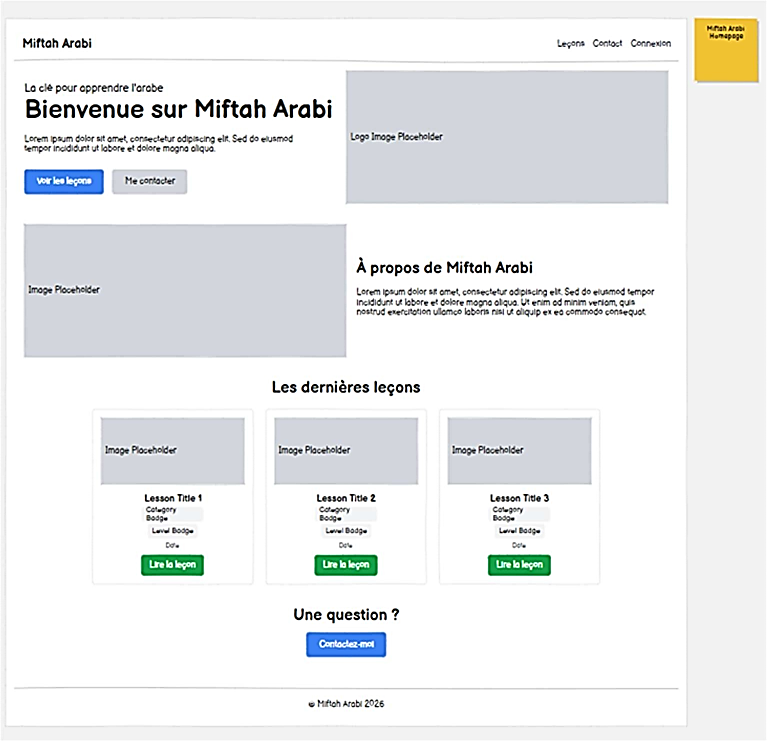 Miftah Arabi
Leçons Contact Connexion
Miftah Arabi
Homepage
La clé pour apprendre l'arabe
Bienvenue sur Miftah Arabi
Lorem ipsum dolor sit amet, consectetur adipiscing elit. Sed do eiusmod
tempor incididunt ut labore et dolore magna aliqua.
Voir les leçons
Me contacter
Logo Image Placeholder
Image Placeholder
À propos de Miftah Arabi
Lorem ipsum dolor sit amet, consectetur adipiscing elit. Sed do eiusmod tempor
incididunt ut labore et dolore magna aliqua. Ut enim ad minim veniam, quis
nostrud exercitation ullamco laboris nisi ut aliquip ex ea commodo consequat.
Les dernières leçons
Image Placeholder
Lesson Title 1
Category
Badge
Level Badge
Date
Lire la leçon
Image Placeholder
Lesson Title 2
Category
Badge
Level Badge
Date
Lire la leçon
Image Placeholder
Lesson Title 3
Category
Badge
Level Badge
Date
Lire la leçon
Une question ?
Contactez-moi
© Miftah Arabi 2026